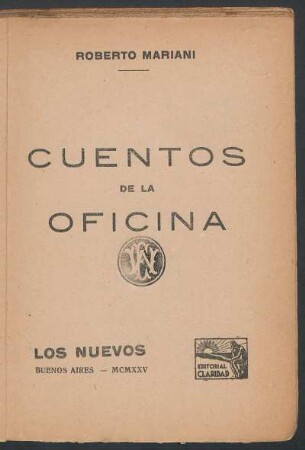 ROBERTO MARIANI
CUENTOS
DE LA
OFICINA
LOS NUEVOS
BUENOS AIRES — MCMXXV
EDITORIAL
CLARIDAD